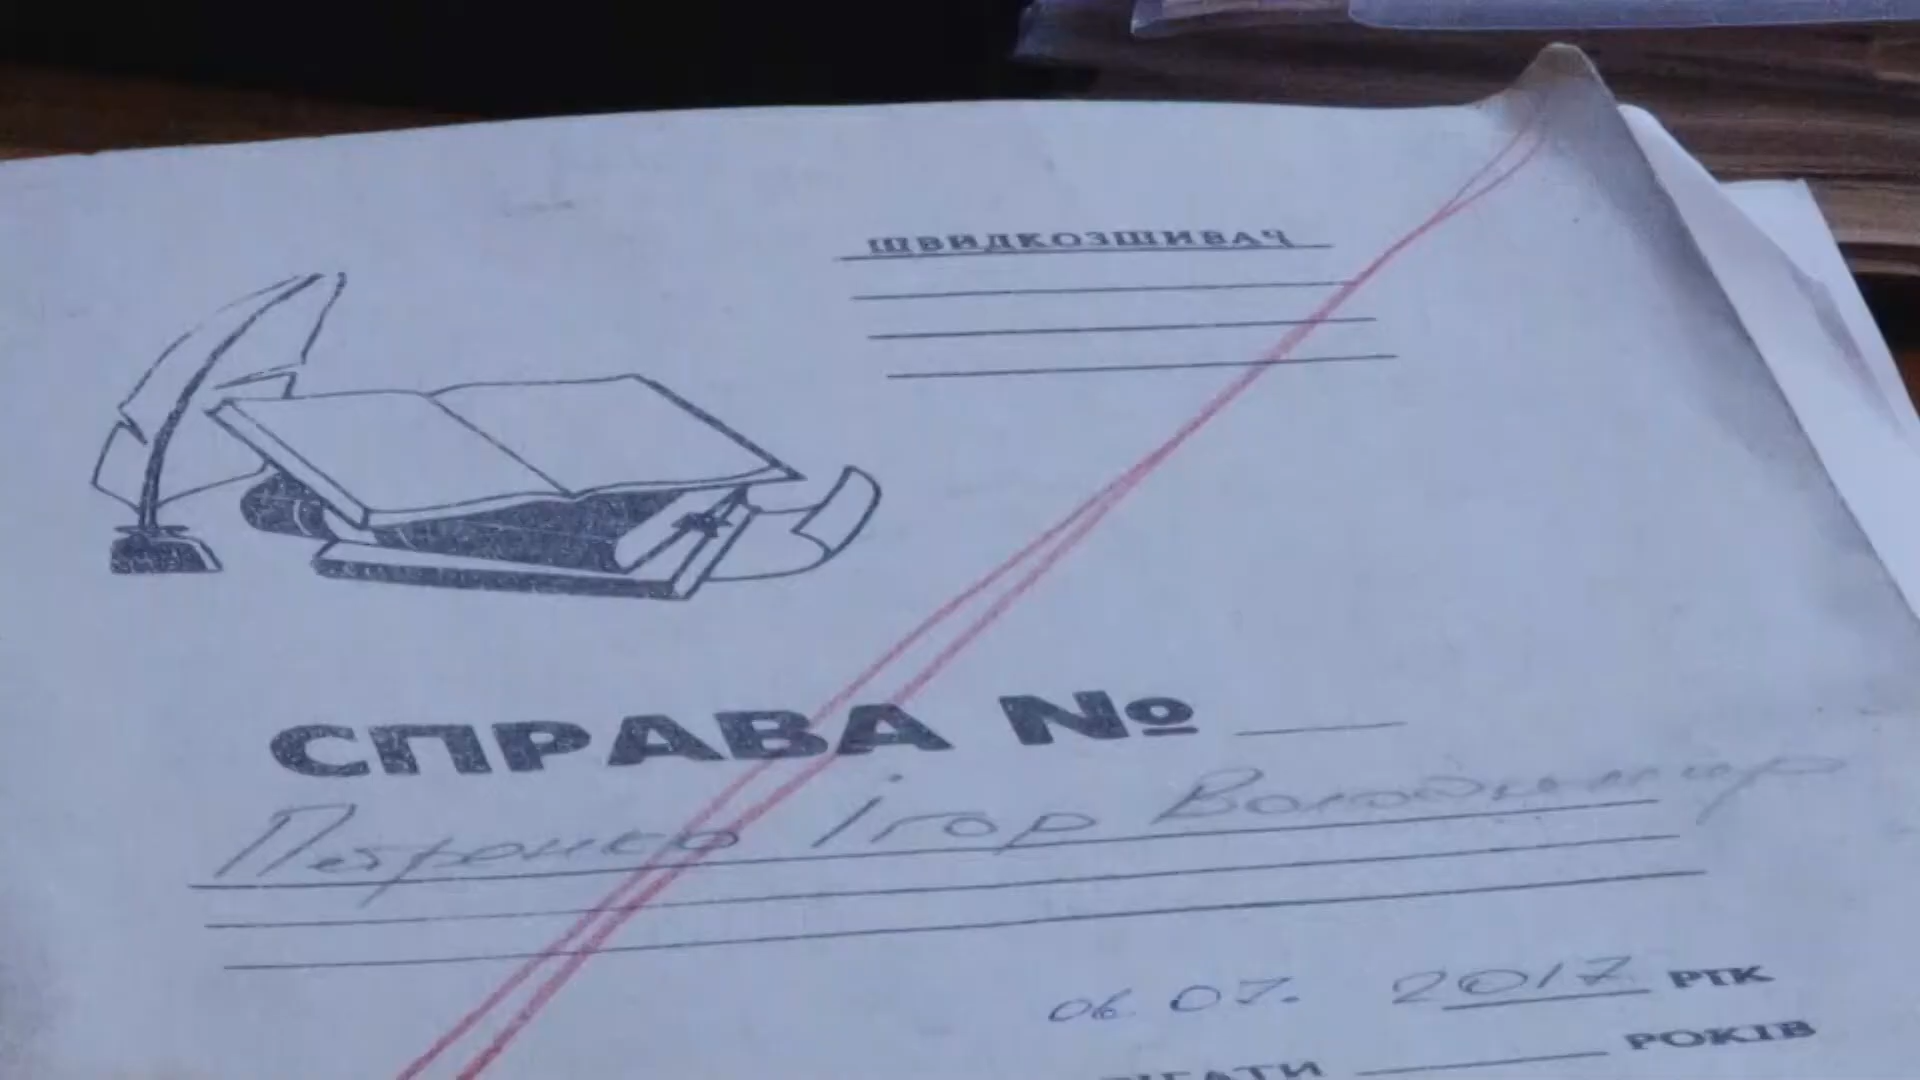 ШВИДКОЗШИВАЧ
СПРАВА №
Петренко Ігор Володимир
06.07. 2017 РІК
РОКІВ